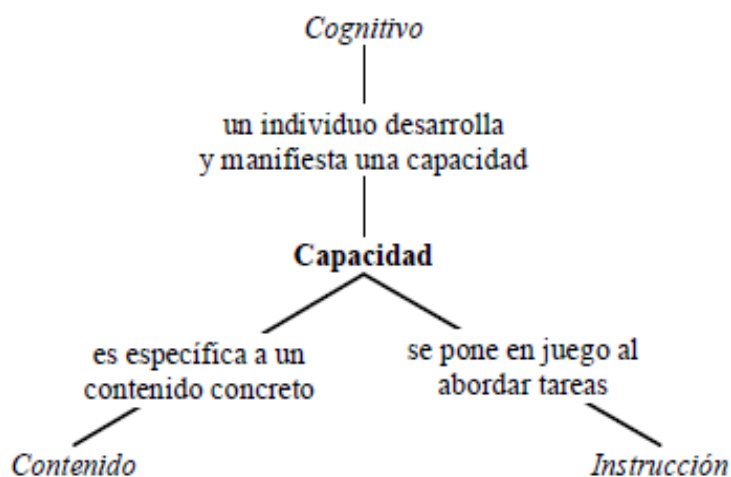 Cognitivo
un individuo desarrolla
y manifiesta una capacidad
Capacidad
es específica a un
contenido concreto
se pone en juego al
abordar tareas
Contenido
Instrucción